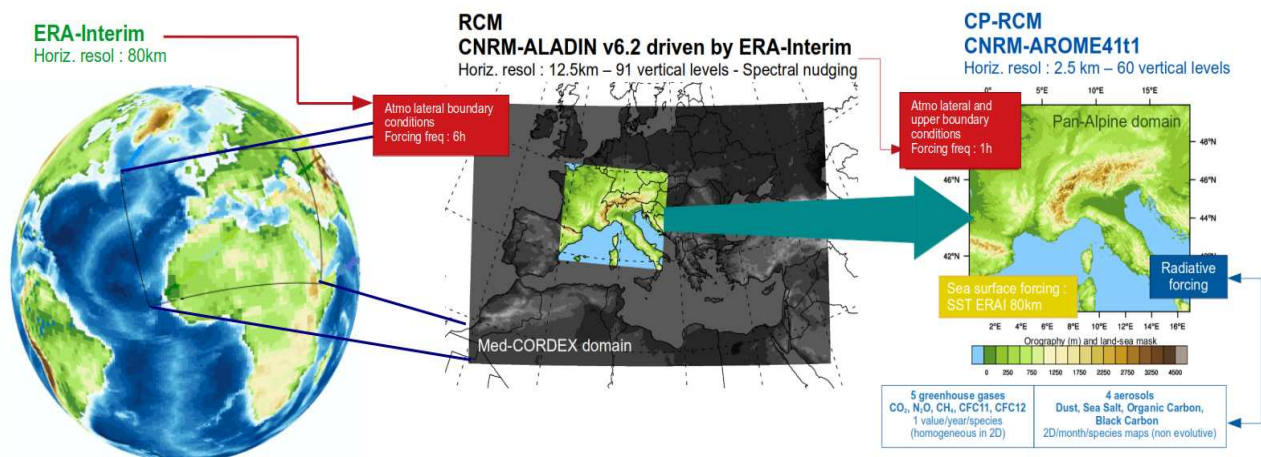 ERA-Interim
Horiz. resol : 80km
RCM
CNRM-ALADIN v6.2 driven by ERA-Interim
Horiz. resol : 12.5km – 91 vertical levels - Spectral nudging
CP-RCM
CNRM-AROME41t1
Horiz. resol : 2.5 km – 60 vertical levels
Atmo lateral boundary
conditions
Forcing freq : 6h
Med-CORDEX domain
Atmo lateral and
upper boundary
conditions
Forcing freq : 1h
6°E 10°E 15°E
Pan-Alpine domain
48°N
46°N 46°N
44°N 44°N
42°N 42°N
Sea surface forcing :
SST ERAI 80km
Radiative
forcing
2°E 4°E 6°E 8°E 10°E 12°E 14°E 16°E
Orography (m) and land-sea mask
0 250 750 1250 1750 2250 2750 3250 4500
5 greenhouse gases
CO₂, N₂O, CH₄, CFC11, CFC12
1 value/year/species
(homogeneous in 2D)
4 aerosols
Dust, Sea Salt, Organic Carbon,
Black Carbon
2D/month/species maps (non evolutive)